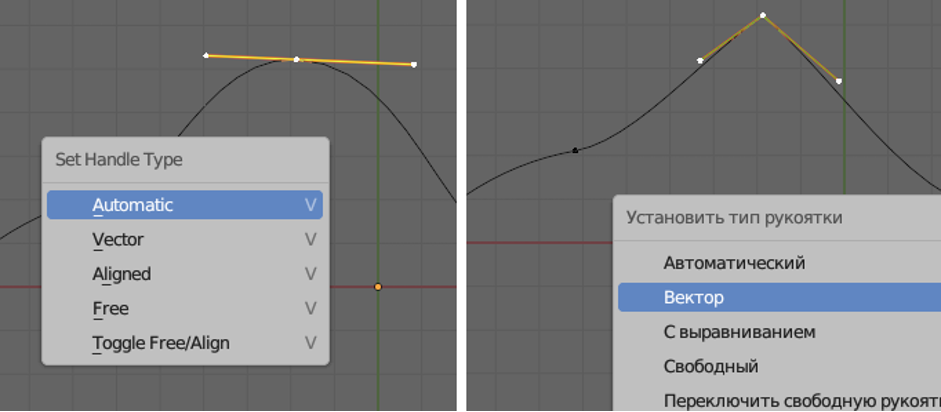 Set Handle Type
Automatic V
Vector V
Aligned V
Free V
Toggle Free/Align V
Установить тип рукоятки
Автоматический
Вектор
С выравниванием
Свободный
Переключить свободную рукоят